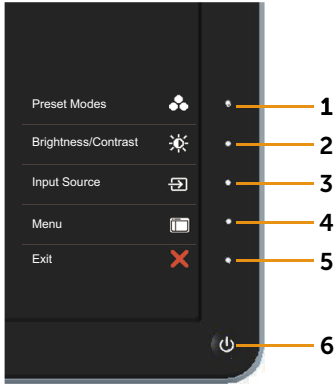 Preset Modes 1
Brightness/Contrast 2
Input Source 3
Menu 4
Exit 5
6